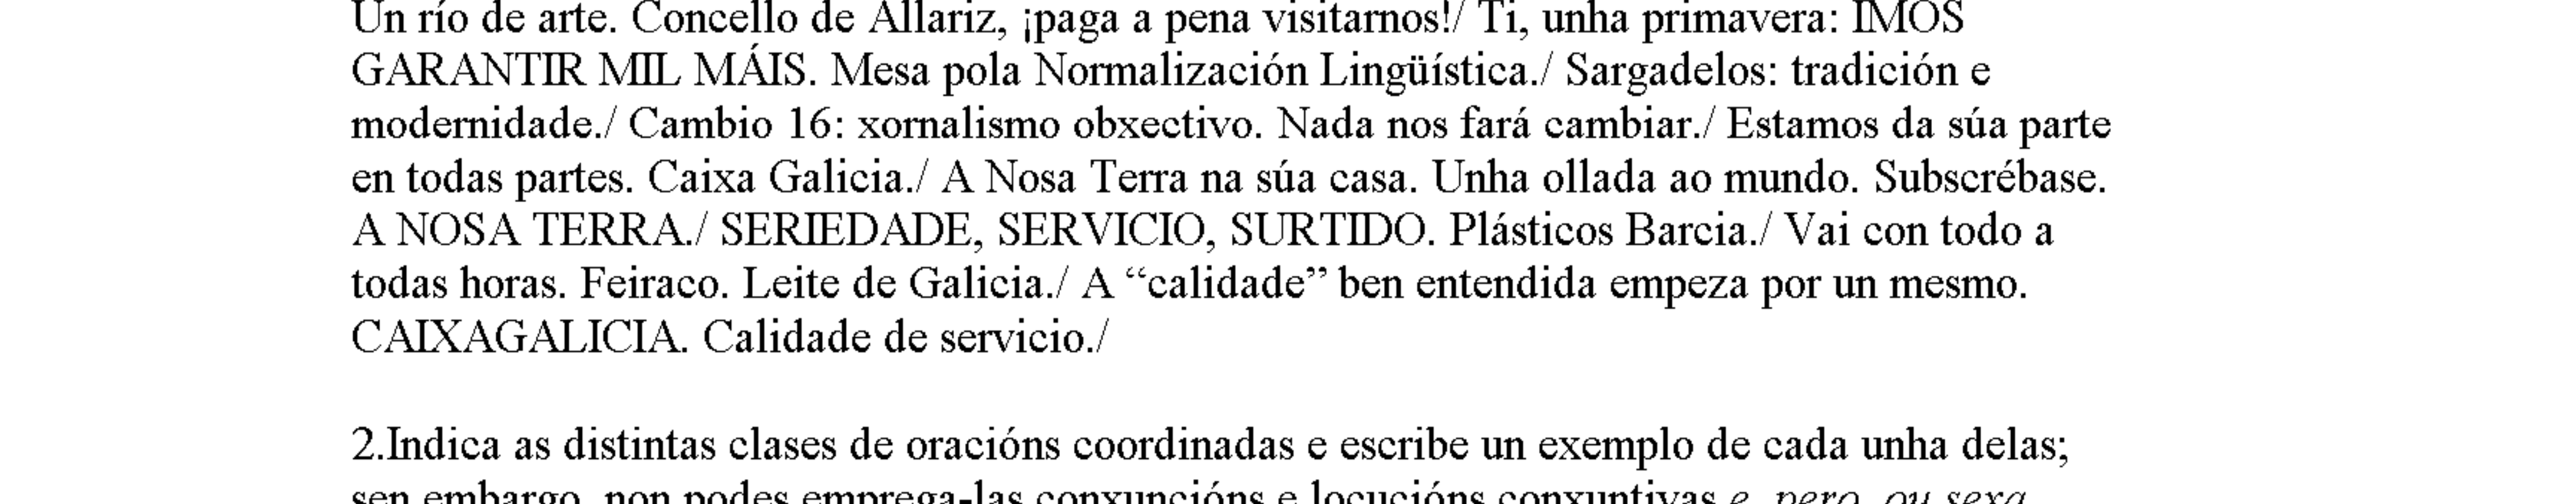 Un río de arte. Concello de Allariz, ¡paga a pena visitarnos!/ Ti, unha primavera: IMOS
GARANTIR MIL MÁIS. Mesa pola Normalización Lingüística./ Sargadelos: tradición e
modernidade./ Cambio 16: xornalismo obxectivo. Nada nos fará cambiar./ Estamos da súa parte
en todas partes. Caixa Galicia./ A Nosa Terra na súa casa. Unha ollada ao mundo. Subscrébase.
A NOSA TERRA./ SERIEDADE, SERVICIO, SURTIDO. Plásticos Barcia./ Vai con todo a
todas horas. Feiraco. Leite de Galicia./ A “calidade” ben entendida empeza por un mesmo.
CAIXAGALICIA. Calidade de servicio./
2.Indica as distintas clases de oracións coordinadas e escribe un exemplo de cada unha delas;
sen embargo, non podes emprega-las conxuncións e locucións conxuntivas e, pero, ou sexa